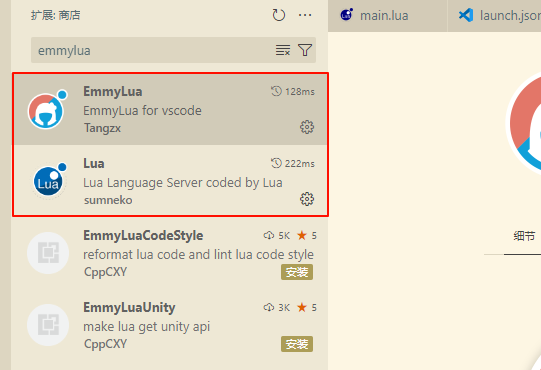 扩展: 商店
main.lua
launch.json
emmylua
EmmyLua
128ms
EmmyLua for vscode
Tangzx
Lua
222ms
Lua Language Server coded by Lua
sumneko
Lua
细节
EmmyLuaCodeStyle
5K
5
reformat lua code and lint lua code style
CppCXY
安装
EmmyLuaUnity
3K
5
make lua get unity api
CppCXY
安装